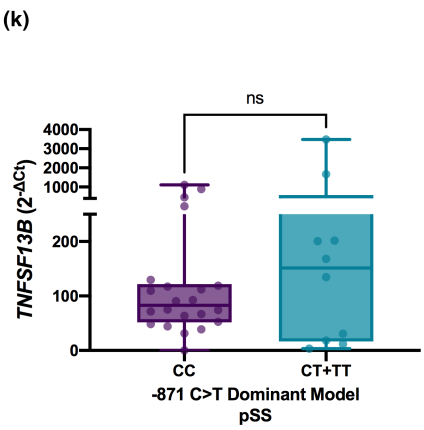 (k)
ns
4000
3000
2000
1000
200
100
0
TNFSF13B (2^-ΔCt)
CC
CT+TT
-871 C>T Dominant Model
pSS